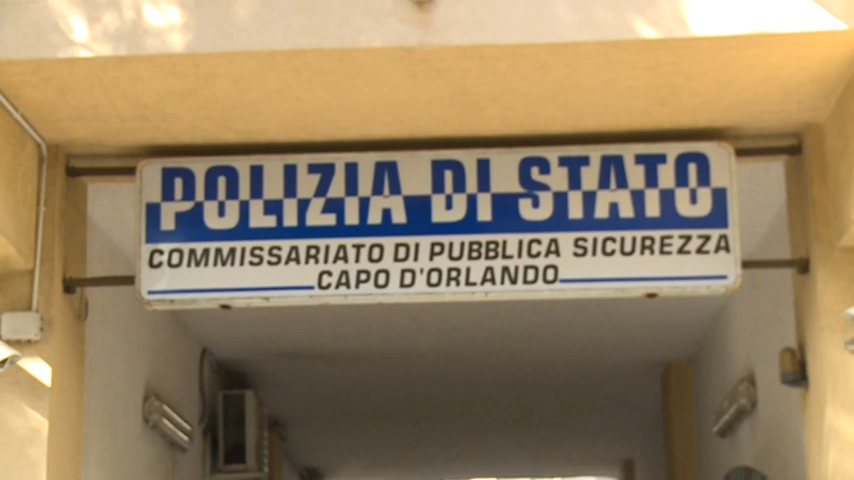 POLIZIA DI STATO
COMMISSARIATO DI PUBBLICA SICUREZZA
CAPO D'ORLANDO